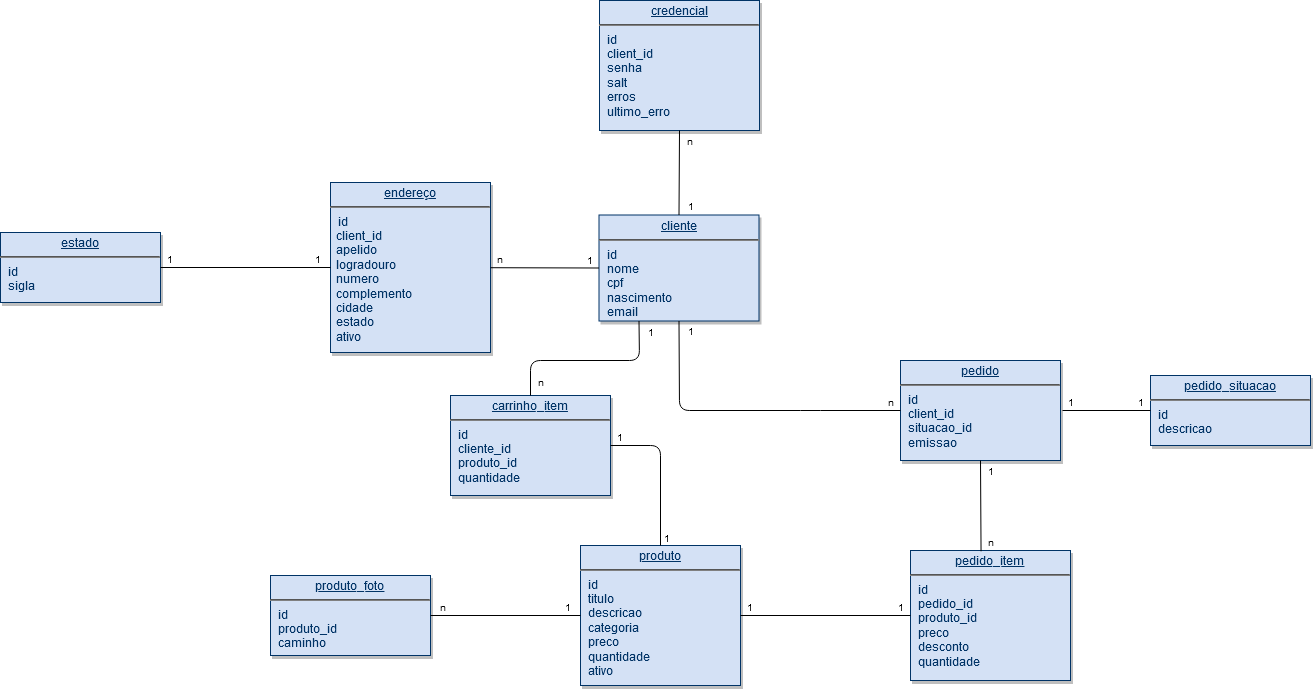 credencial
id
client_id
senha
salt
erros
ultimo_erro
n
1
endereço
id
client_id
apelido
logradouro
numero
complemento
cidade
estado
ativo
cliente
id
nome
cpf
nascimento
email
estado
id
sigla
1
1
n
1
1
1
n
n
carrinho_item
id
cliente_id
produto_id
quantidade
pedido
id
client_id
situacao_id
emissao
1
1
pedido_situacao
id
descricao
1
1
1
n
produto_foto
id
produto_id
caminho
n
1
produto
id
titulo
descricao
categoria
preco
quantidade
ativo
1
1
pedido_item
id
pedido_id
produto_id
preco
desconto
quantidade